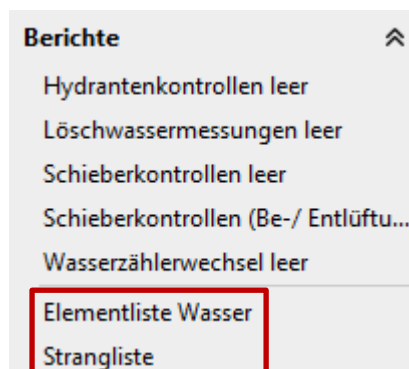 Berichte
Hydrantenkontrollen leer
Löschwassermessungen leer
Schieberkontrollen leer
Schieberkontrollen (Be-/ Entlüftu...
Wasserzählerwechsel leer
Elementliste Wasser
Strangliste